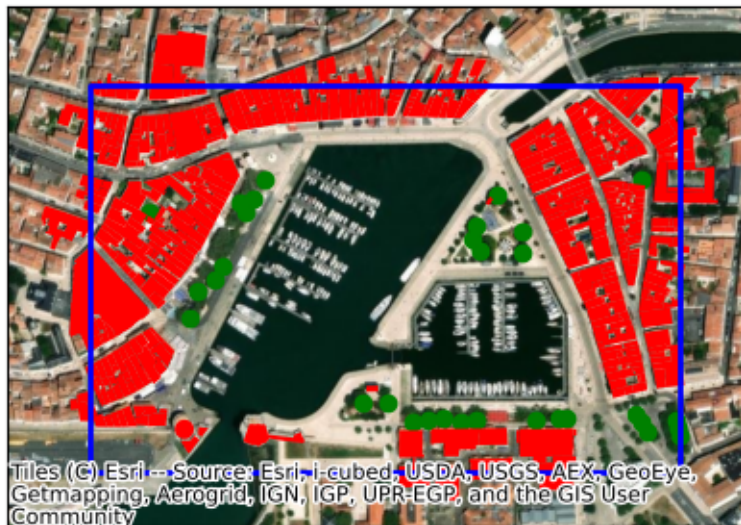 Tiles (C) Esri -- Source: Esri, i-cubed, USDA, USGS, AEX, GeoEye,
Getmapping, Aerogrid, IGN, IGP, UPR-EGP, and the GIS User
Community